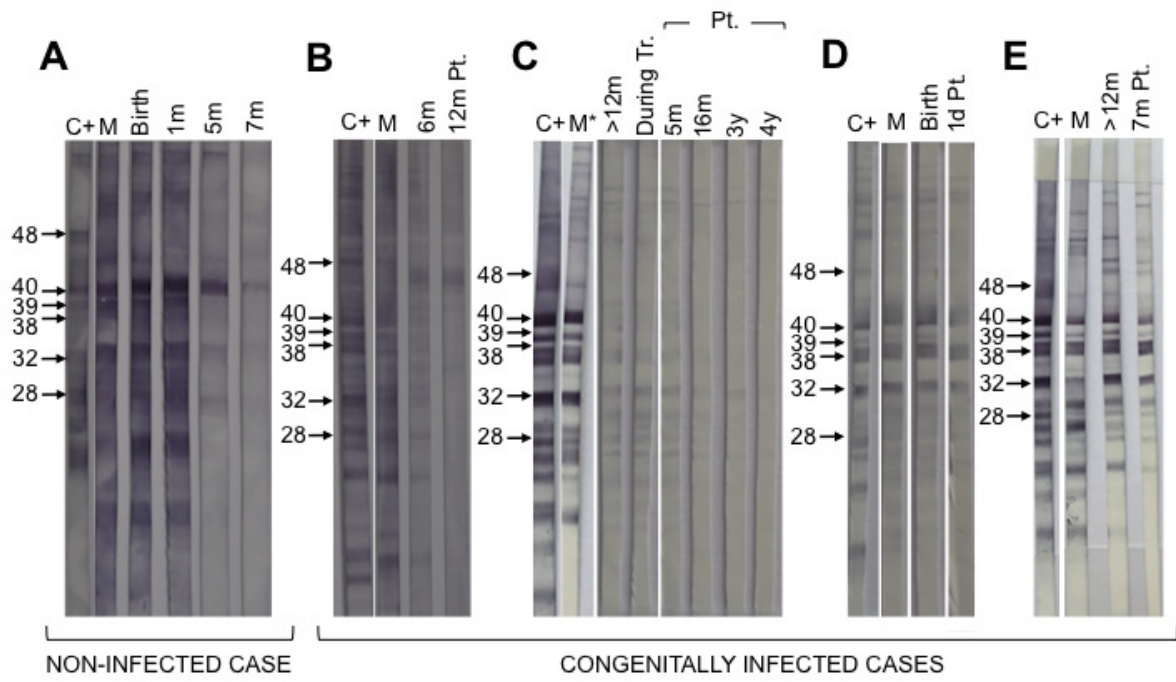 Pt.
A
C+ M Birth 1m 5m 7m
48
40
39
38
32
28
B
C+ M 6m 12m Pt.
48
40
39
38
32
28
C
C+ M* >12m During Tr. 5m 16m 3y 4y
48
40
39
38
32
28
D
C+ M Birth 1d Pt.
48
40
39
38
32
28
E
C+ M >12m 7m Pt.
48
40
39
38
32
28
NON-INFECTED CASE
CONGENITALLY INFECTED CASES